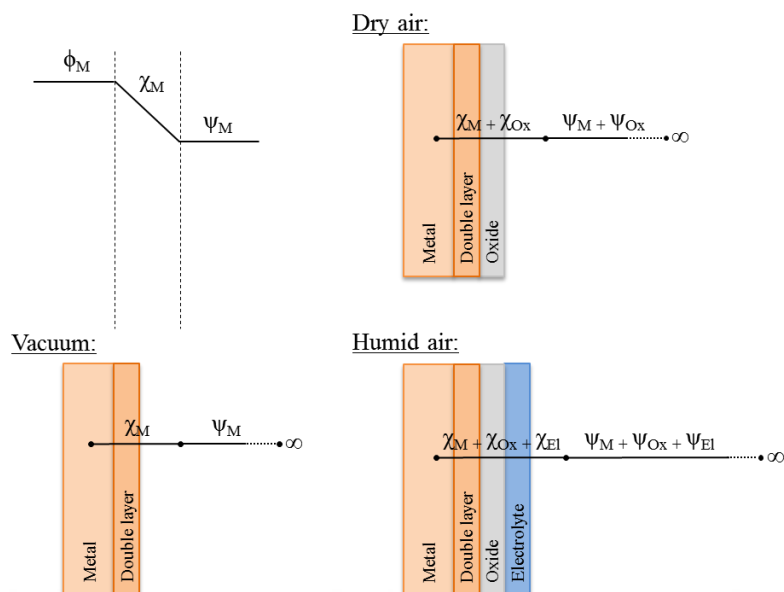 Dry air:
ϕM
χM
ψM
χM + χOx
ψM + ψOx
∞
Metal
Double layer
Oxide
Vacuum:
χM
ψM
∞
Metal
Double layer
Humid air:
χM + χOx + χEl
ψM + ψOx + ψEl
∞
Metal
Double layer
Oxide
Electrolyte